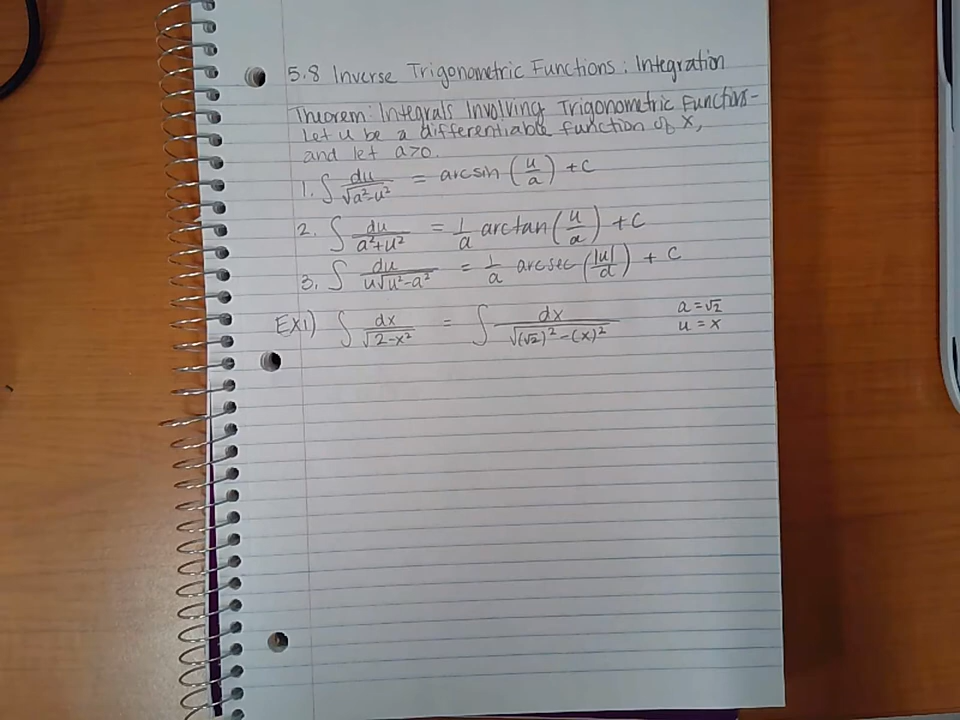 5.8 Inverse Trigonometric Functions: Integration
Theorem: Integrals Involving Trigonometric Functions-
Let u be a differentiable function of x,
and let a>0.
1. ∫ du/√(a²-u²) = arcsin (u/a) + C
2. ∫ du/(a²+u²) = 1/a arctan (u/a) + C
3. ∫ du/(u√(u²-a²)) = 1/a arcsec (|u|/a) + C
EX1) ∫ dx/√(2-x²) = ∫ dx/√((√2)²-(x)²) a=√2
u=x